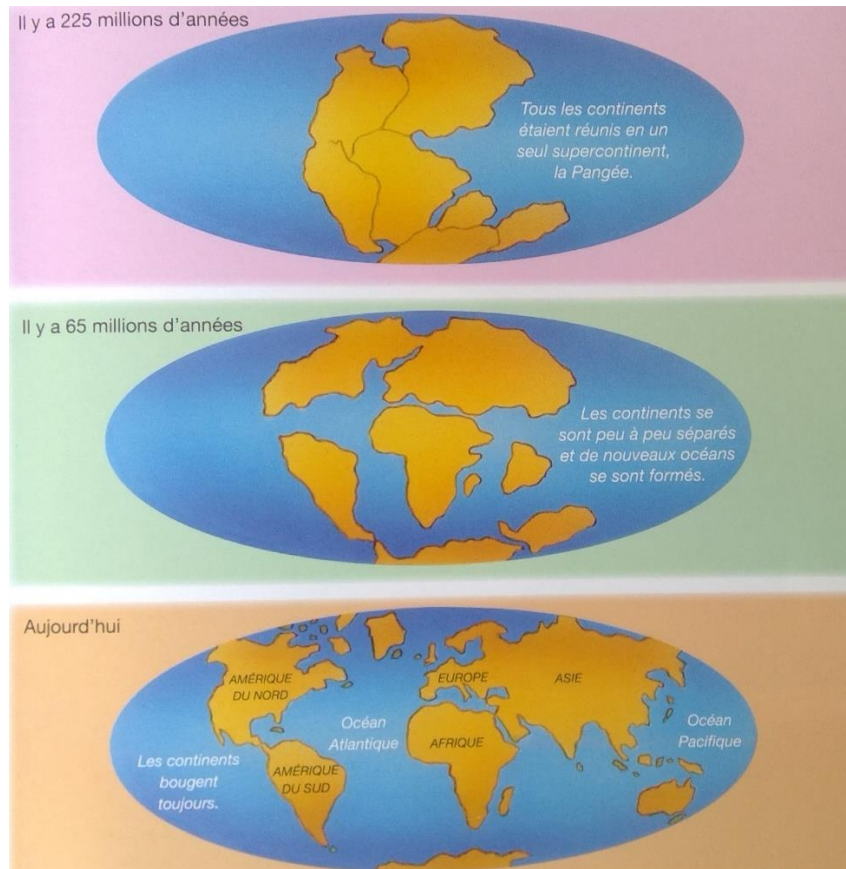 Il y a 225 millions d'années
Tous les continents
étaient réunis en un
seul supercontinent,
la Pangée.
Il y a 65 millions d'années
Les continents se
sont peu à peu séparés
et de nouveaux océans
se sont formés.
Aujourd'hui
AMÉRIQUE
DU NORD
EUROPE
ASIE
Océan
Atlantique
AFRIQUE
Océan
Pacifique
Les continents
bougent
toujours.
AMÉRIQUE
DU SUD